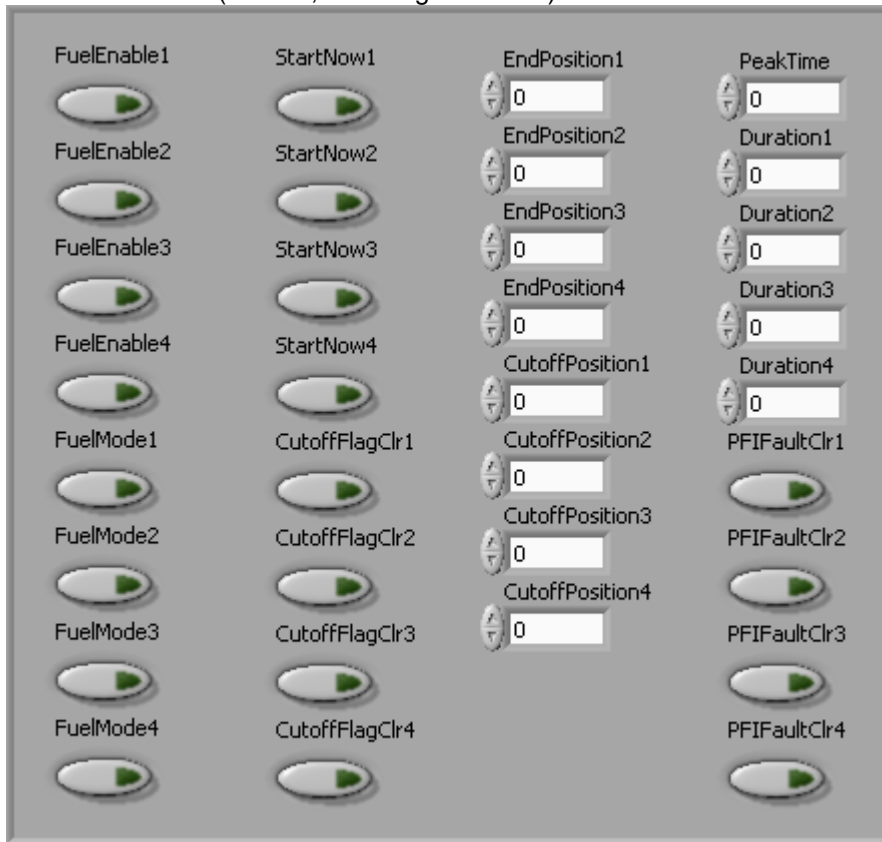 FuelEnable1
FuelEnable2
FuelEnable3
FuelEnable4
FuelMode1
FuelMode2
FuelMode3
FuelMode4
StartNow1
StartNow2
StartNow3
StartNow4
CutoffFlagClr1
CutoffFlagClr2
CutoffFlagClr3
CutoffFlagClr4
EndPosition1
0
EndPosition2
0
EndPosition3
0
EndPosition4
0
CutoffPosition1
0
CutoffPosition2
0
CutoffPosition3
0
CutoffPosition4
0
PeakTime
0
Duration1
0
Duration2
0
Duration3
0
Duration4
0
PFIFaultClr1
PFIFaultClr2
PFIFaultClr3
PFIFaultClr4